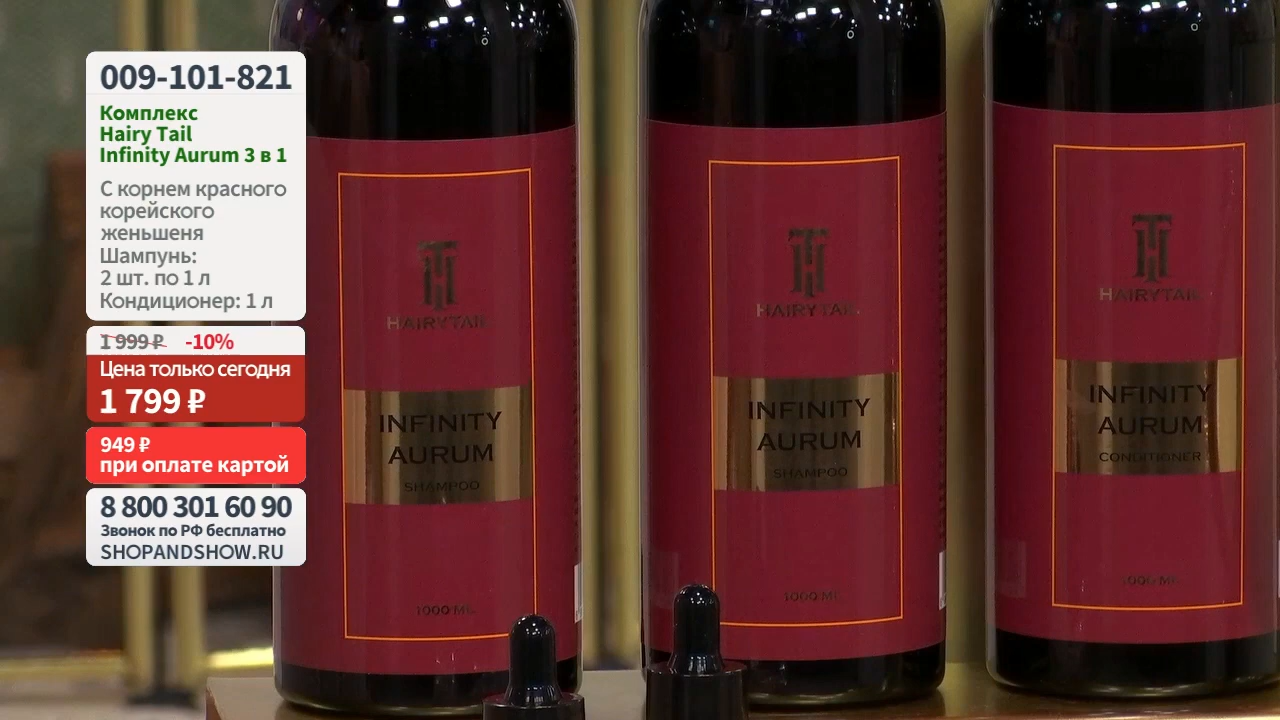 009-101-821
Комплекс
Hairy Tail
Infinity Aurum 3 в 1
С корнем красного
корейского
женьшеня
Шампунь:
2 шт. по 1 л
Кондиционер: 1 л
1 999 ₽ -10%
Цена только сегодня
1 799 ₽
949 ₽
при оплате картой
8 800 301 60 90
Звонок по РФ бесплатно
SHOPANDSHOW.RU
HAIRYTAIL
INFINITY
AURUM
SHAMPOO
1000 ML
HAIRYTAIL
INFINITY
AURUM
SHAMPOO
1000 ML
HAIRYTAIL
INFINITY
AURUM
CONDITIONER
1000 ML